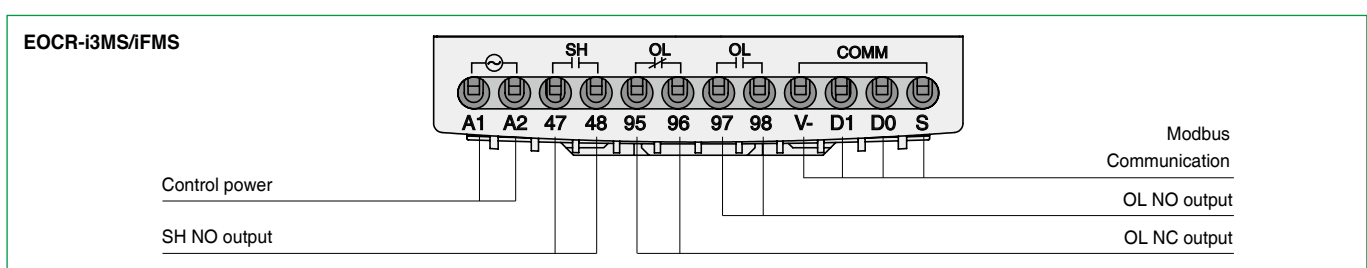 EOCR-i3MS/iFMS
SH OL OL COMM
A1 A2 47 48 95 96 97 98 V- D1 D0 S
Modbus
Communication
Control power
OL NO output
SH NO output
OL NC output